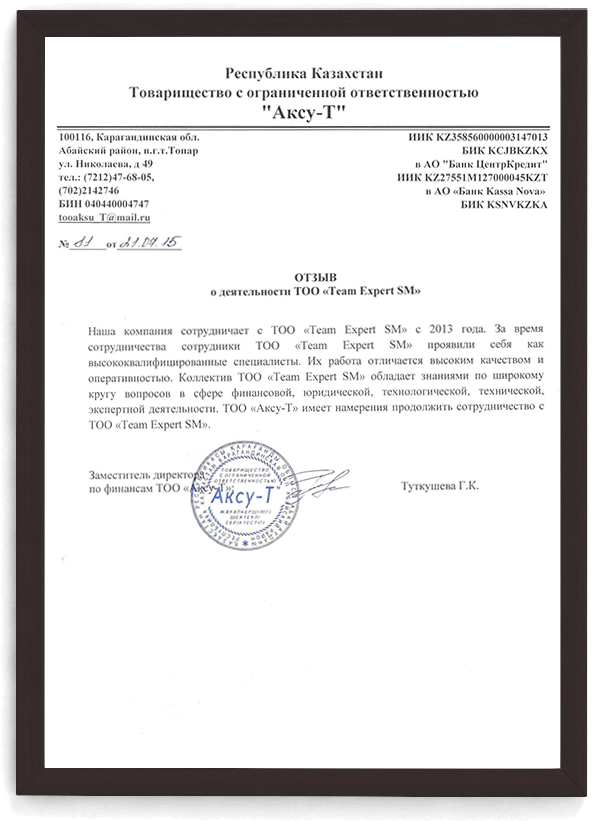 Республика Казахстан
Товарищество с ограниченной ответственностью
"Аксу-Т"
100116, Карагандинская обл.
Абайский район, п.г.т.Топар
ул. Николаева, д 49
тел.: (7212)47-68-05,
(702)2142746
БИН 040440004747
tooaksu_T@mail.ru
ИИК KZ358560000003147013
БИК KCJBKZKX
в АО "Банк ЦентрКредит"
ИИК KZ27551M127000045KZT
в АО «Банк Kassa Nova»
БИК KSNVKZKA
№ 81 от 21.07.15
ОТЗЫВ
о деятельности ТОО «Team Expert SM»
Наша компания сотрудничает с ТОО «Team Expert SM» с 2013 года. За время
сотрудничества сотрудники ТОО «Team Expert SM» проявили себя как
высококвалифицированные специалисты. Их работа отличается высоким качеством и
оперативностью. Коллектив ТОО «Team Expert SM» обладает знаниями по широкому
кругу вопросов в сфере финансовой, юридической, технологической, технической,
экспертной деятельности. ТОО «Аксу-Т» имеет намерения продолжить сотрудничество с
ТОО «Team Expert SM».
Заместитель директора
по финансам ТОО «Аксу-Т»:
Туткушева Г.К.
ТОВАРИЩЕСТВО
С ОГРАНИЧЕННОЙ
ОТВЕТСТВЕННОСТЬЮ
"Аксу-Т"
ЖАУАПКЕРШІЛІГІ
ШЕКТЕУЛІ
СЕРІКТЕСТІГІ